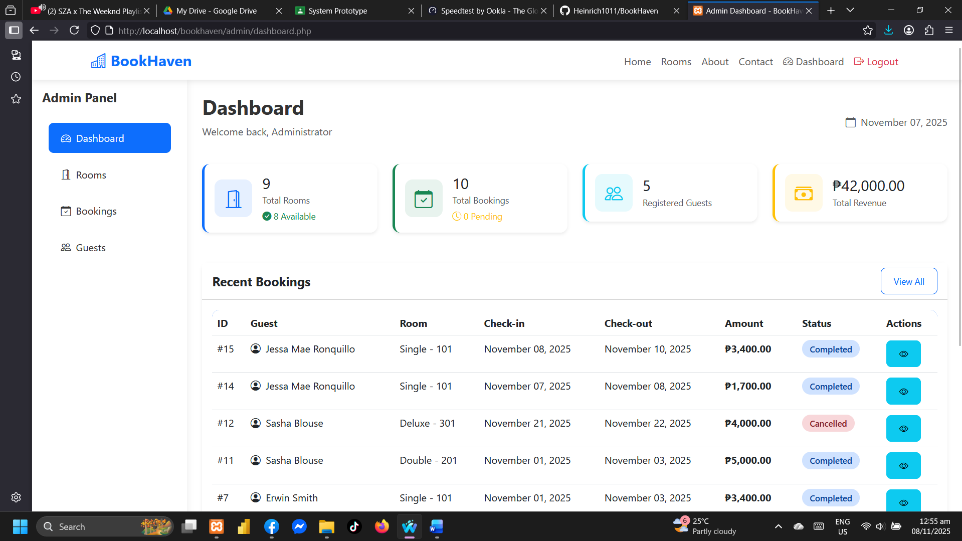 (2) SZA x The Weeknd Playli
My Drive - Google Drive
System Prototype
Speedtest by Ookla - The Glo
Heinrich1011/BookHaven
Admin Dashboard - BookHav
http://localhost/bookhaven/admin/dashboard.php
BookHaven
Home Rooms About Contact Dashboard Logout
Admin Panel
Dashboard
Rooms
Bookings
Guests
Dashboard
Welcome back, Administrator
November 07, 2025
9
Total Rooms
8 Available
10
Total Bookings
0 Pending
5
Registered Guests
₱42,000.00
Total Revenue
Recent Bookings
View All
ID Guest Room Check-in Check-out Amount Status Actions
#15 Jessa Mae Ronquillo Single - 101 November 08, 2025 November 10, 2025 ₱3,400.00 Completed
#14 Jessa Mae Ronquillo Single - 101 November 07, 2025 November 08, 2025 ₱1,700.00 Completed
#12 Sasha Blouse Deluxe - 301 November 21, 2025 November 22, 2025 ₱4,000.00 Cancelled
#11 Sasha Blouse Double - 201 November 01, 2025 November 03, 2025 ₱5,000.00 Completed
#7 Erwin Smith Single - 101 November 01, 2025 November 03, 2025 ₱3,400.00 Completed
Search
25°C
Partly cloudy
ENG
US
12:55 am
08/11/2025